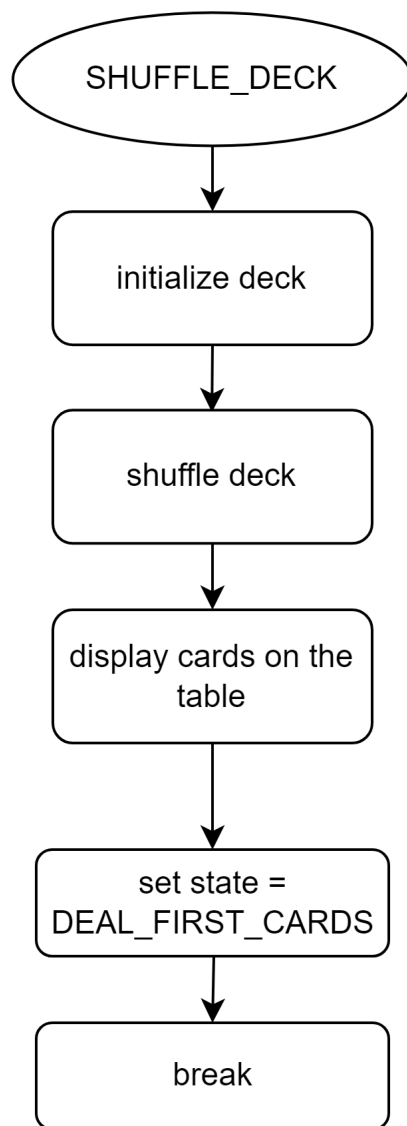 SHUFFLE_DECK
initialize deck
shuffle deck
display cards on the
table
set state =
DEAL_FIRST_CARDS
break